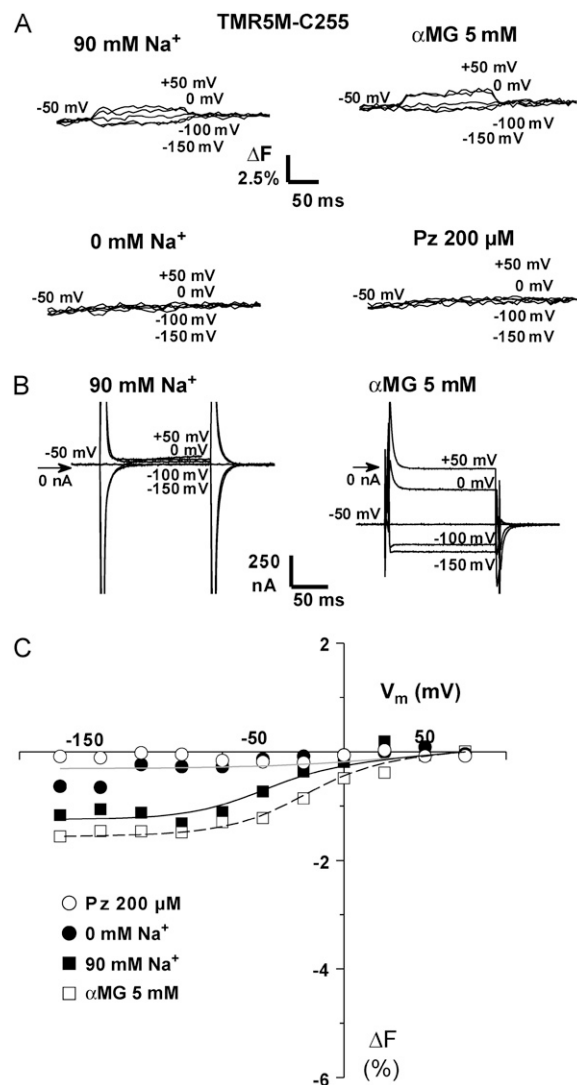 A
TMR5M-C255
90 mM Na⁺
αMG 5 mM
-50 mV
+50 mV
0 mV
-100 mV
-150 mV
-50 mV
+50 mV
0 mV
-100 mV
-150 mV
ΔF
2.5%
50 ms
0 mM Na⁺
Pz 200 µM
-50 mV
+50 mV
0 mV
-100 mV
-150 mV
-50 mV
+50 mV
0 mV
-100 mV
-150 mV
B
90 mM Na⁺
αMG 5 mM
-50 mV
0 nA
+50 mV
0 mV
-100 mV
-150 mV
0 nA
+50 mV
0 mV
-50 mV
-100 mV
-150 mV
250
nA
50 ms
C
2
Vm (mV)
-150
-50
50
-2
-4
-6
Pz 200 µM
0 mM Na⁺
90 mM Na⁺
αMG 5 mM
ΔF
(%)